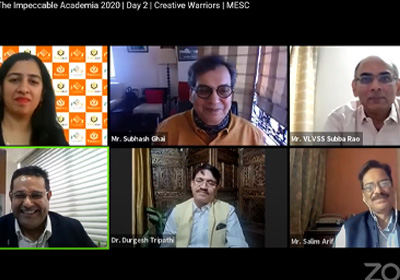 The Impeccable Academia 2020 | Day 2 | Creative Warriors | MESC
Mr. Subhash Ghai
Mr. VLVSS Subba Rao
Dr. Durgesh Tripathi
Mr. Salim Arif